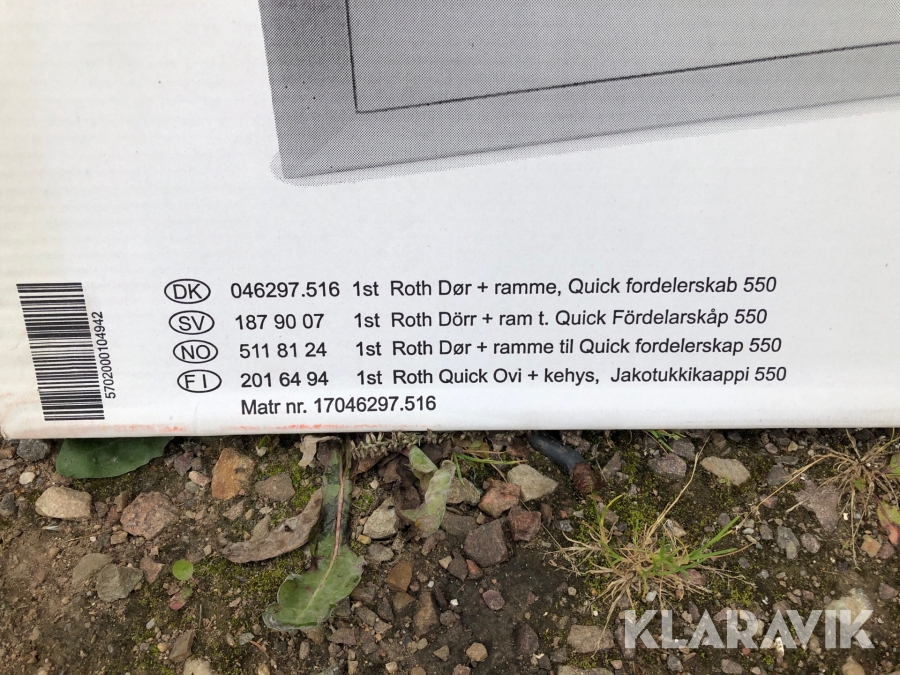 DK 046297.516 1st Roth Dør + ramme, Quick fordelerskab 550
SV 187 90 07 1st Roth Dörr + ram t. Quick Fördelarskåp 550
NO 511 81 24 1st Roth Dør + ramme til Quick fordelerskap 550
FI 201 64 94 1st Roth Quick Ovi + kehys, Jakotukkikaappi 550
Matr nr. 17046297.516
5702000104942
KLARAVIK